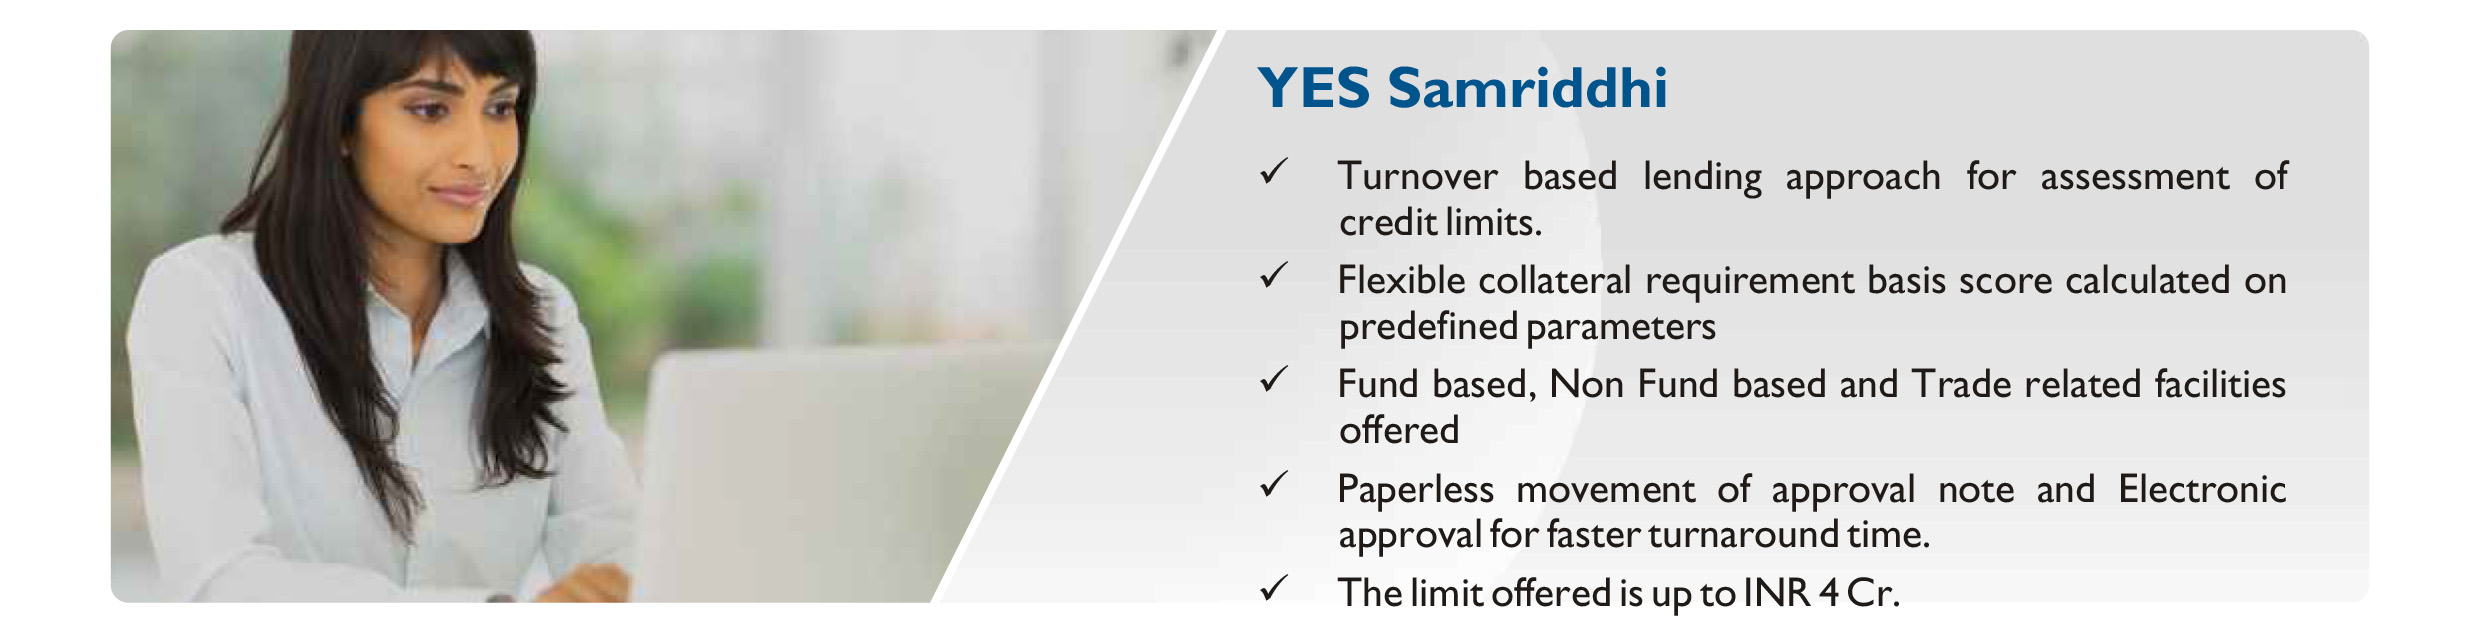 YES Samriddhi
✓ Turnover based lending approach for assessment of
credit limits.
✓ Flexible collateral requirement basis score calculated on
predefined parameters
✓ Fund based, Non Fund based and Trade related facilities
offered
✓ Paperless movement of approval note and Electronic
approval for faster turnaround time.
✓ The limit offered is up to INR 4 Cr.